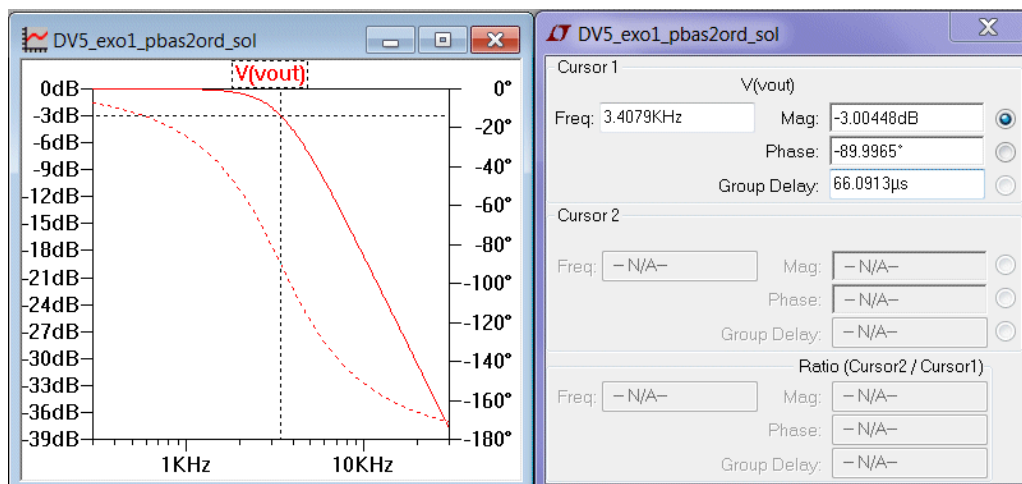 DV5_exo1_pbas2ord_sol
V(vout)
0dB
-3dB
-6dB
-9dB
-12dB
-15dB
-18dB
-21dB
-24dB
-27dB
-30dB
-33dB
-36dB
-39dB
0°
-20°
-40°
-60°
-80°
-100°
-120°
-140°
-160°
-180°
1KHz 10KHz
DV5_exo1_pbas2ord_sol
Cursor 1
V(vout)
Freq: 3.4079KHz Mag: -3.00448dB
Phase: -89.9965°
Group Delay: 66.0913µs
Cursor 2
Freq: -- N/A-- Mag: -- N/A--
Phase: -- N/A--
Group Delay: -- N/A--
Ratio (Cursor2 / Cursor1)
Freq: -- N/A-- Mag: -- N/A--
Phase: -- N/A--
Group Delay: -- N/A--